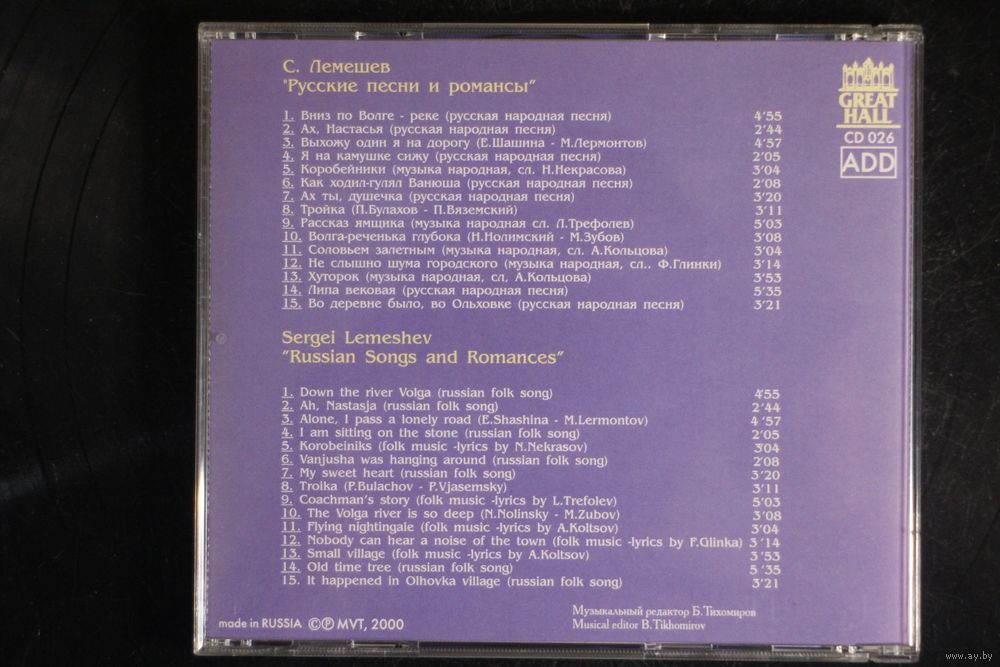 С. Лемешев
"Русские песни и романсы"
1. Вниз по Волге - реке (русская народная песня) 4'55
2. Ах, Настасья (русская народная песня) 2'44
3. Выхожу один я на дорогу (Е.Шашина - М.Лермонтов) 4'57
4. Я на камушке сижу (русская народная песня) 2'05
5. Коробейники (музыка народная, сл. Н.Некрасова) 3'04
6. Как ходил-гулял Ванюша (русская народная песня) 2'08
7. Ах ты, душечка (русская народная песня) 3'20
8. Тройка (П.Булахов - П.Вяземский) 3'11
9. Рассказ ямщика (музыка народная сл. Л.Трефолев) 5'03
10. Волга-реченька глубока (Н.Нолимский - М.Зубов) 3'08
11. Соловьем залетным (музыка народная, сл. А.Кольцова) 3'04
12. Не слышно шума городского (музыка народная, сл.. Ф.Глинки) 3'14
13. Хуторок (музыка народная, сл, А.Кольцова) 3'53
14. Липа вековая (русская народная песня) 5'35
15. Во деревне было, во Ольховке (русская народная песня) 3'21
GREAT
HALL
CD 026
ADD
Sergei Lemeshev
"Russian Songs and Romances"
1. Down the river Volga (russian folk song) 4'55
2. Ah, Nastasja (russian folk song) 2'44
3. Alone, I pass a lonely road (E.Shashina - M.Lermontov) 4'57
4. I am sitting on the stone (russian folk song) 2'05
5. Korobeiniks (folk music -lyrics by N.Nekrasov) 3'04
6. Vanjusha was hanging around (russian folk song) 2'08
7. My sweet heart (russian folk song) 3'20
8. Troika (P.Bulachov - P.Vjasemsky) 3'11
9. Coachman's story (folk music -lyrics by L.Trefolev) 5'03
10. The Volga river is so deep (N.Nolinsky - M.Zubov) 3'08
11. Flying nightingale (folk music -lyrics by A.Koltsov) 3'04
12. Nobody can hear a noise of the town (folk music -lyrics by F.Glinka) 3'14
13. Small village (folk music -lyrics by A.Koltsov) 3'53
14. Old time tree (russian folk song) 5'35
15. It happened in Olhovka village (russian folk song) 3'21
Музыкальный редактор Б.Тихомиров
made in RUSSIA ©℗ MVT, 2000
Musical editor B.Tikhomirov
www.ay.by